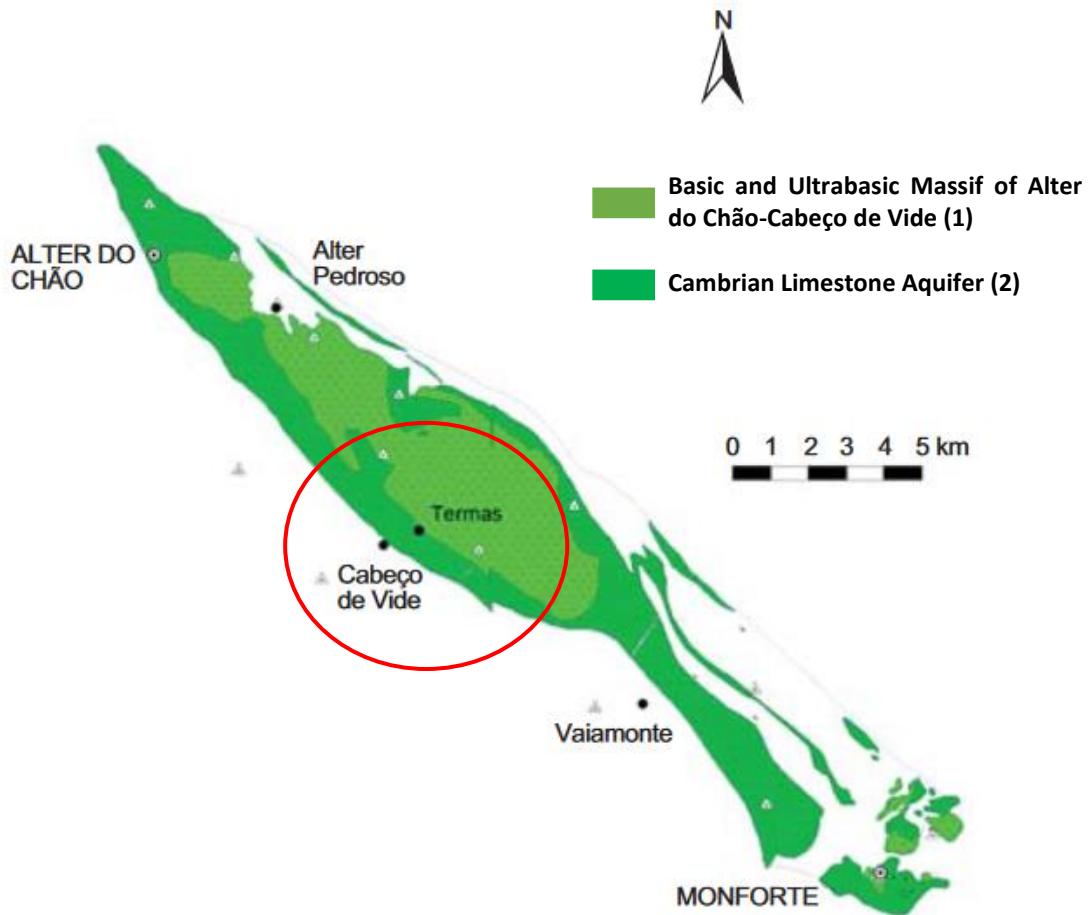 N
Basic and Ultrabasic Massif of Alter
do Chão-Cabeço de Vide (1)
ALTER DO
CHÃO
Alter
Pedroso
Cambrian Limestone Aquifer (2)
0 1 2 3 4 5 km
Termas
Cabeço
de Vide
Vaiamonte
MONFORTE